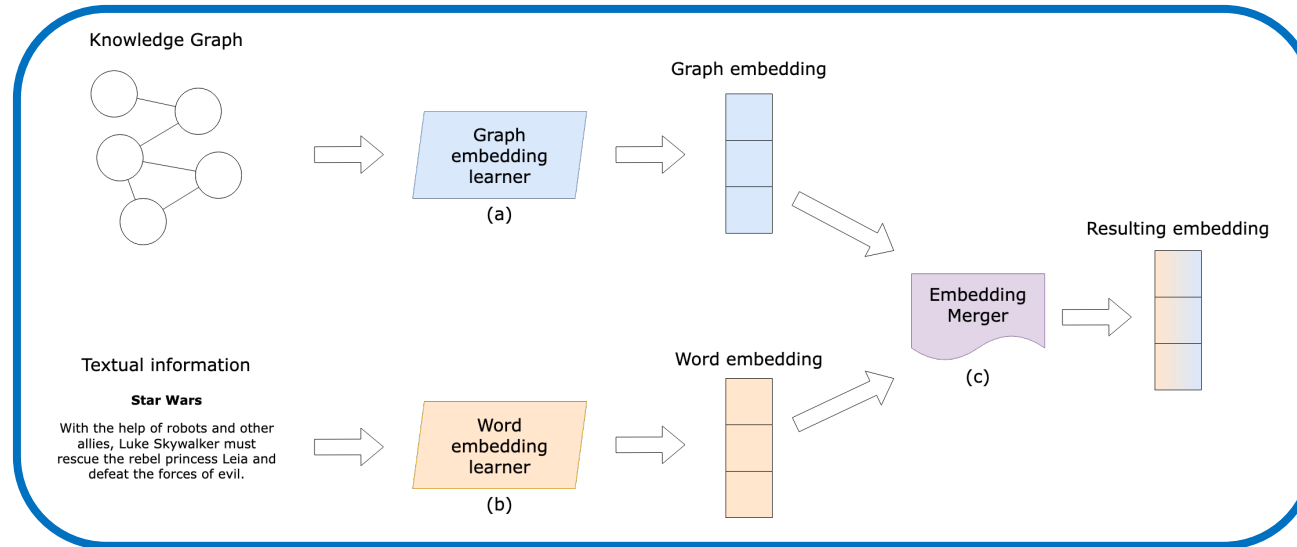 Knowledge Graph
Graph
embedding
learner
(a)
Graph embedding
Textual information
Star Wars
With the help of robots and other
allies, Luke Skywalker must
rescue the rebel princess Leia and
defeat the forces of evil.
Word
embedding
learner
(b)
Word embedding
Embedding
Merger
(c)
Resulting embedding